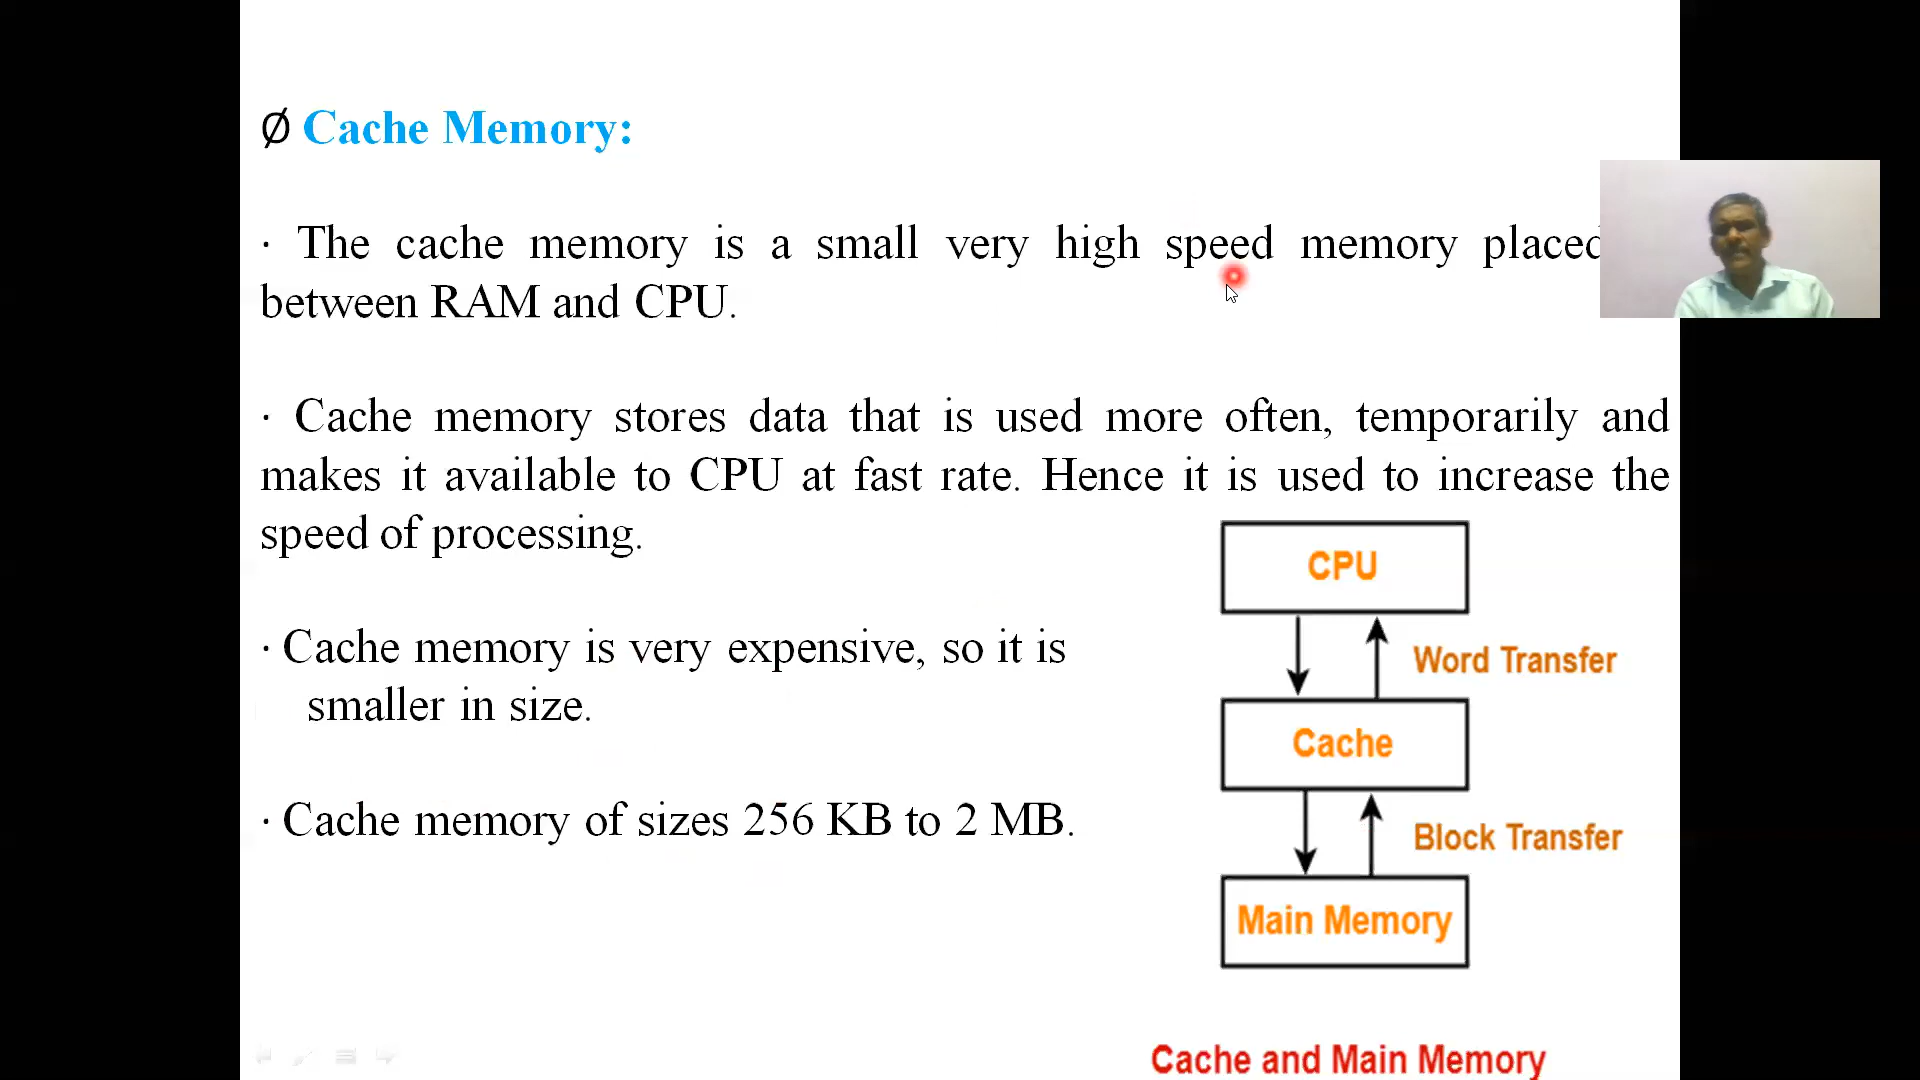 Ø Cache Memory:
· The cache memory is a small very high speed memory placed
between RAM and CPU.
· Cache memory stores data that is used more often, temporarily and
makes it available to CPU at fast rate. Hence it is used to increase the
speed of processing.
· Cache memory is very expensive, so it is
smaller in size.
· Cache memory of sizes 256 KB to 2 MB.
CPU
Word Transfer
Cache
Block Transfer
Main Memory
Cache and Main Memory